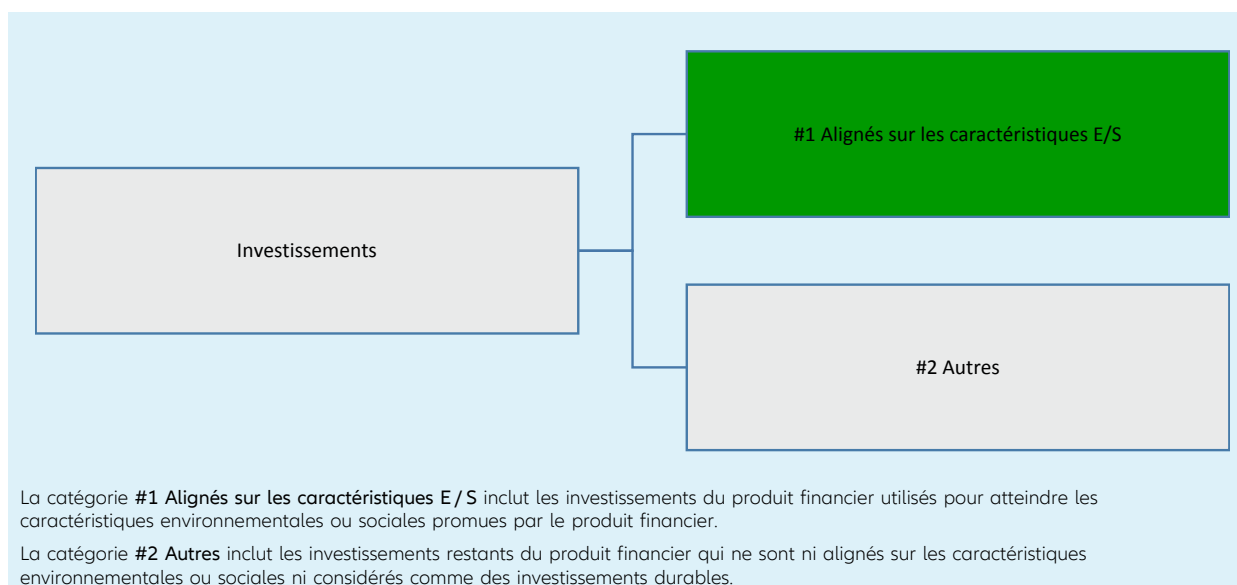 #1 Alignés sur les caractéristiques E/S
Investissements
#2 Autres
La catégorie #1 Alignés sur les caractéristiques E / S inclut les investissements du produit financier utilisés pour atteindre les
caractéristiques environnementales ou sociales promues par le produit financier.
La catégorie #2 Autres inclut les investissements restants du produit financier qui ne sont ni alignés sur les caractéristiques
environnementales ou sociales ni considérés comme des investissements durables.